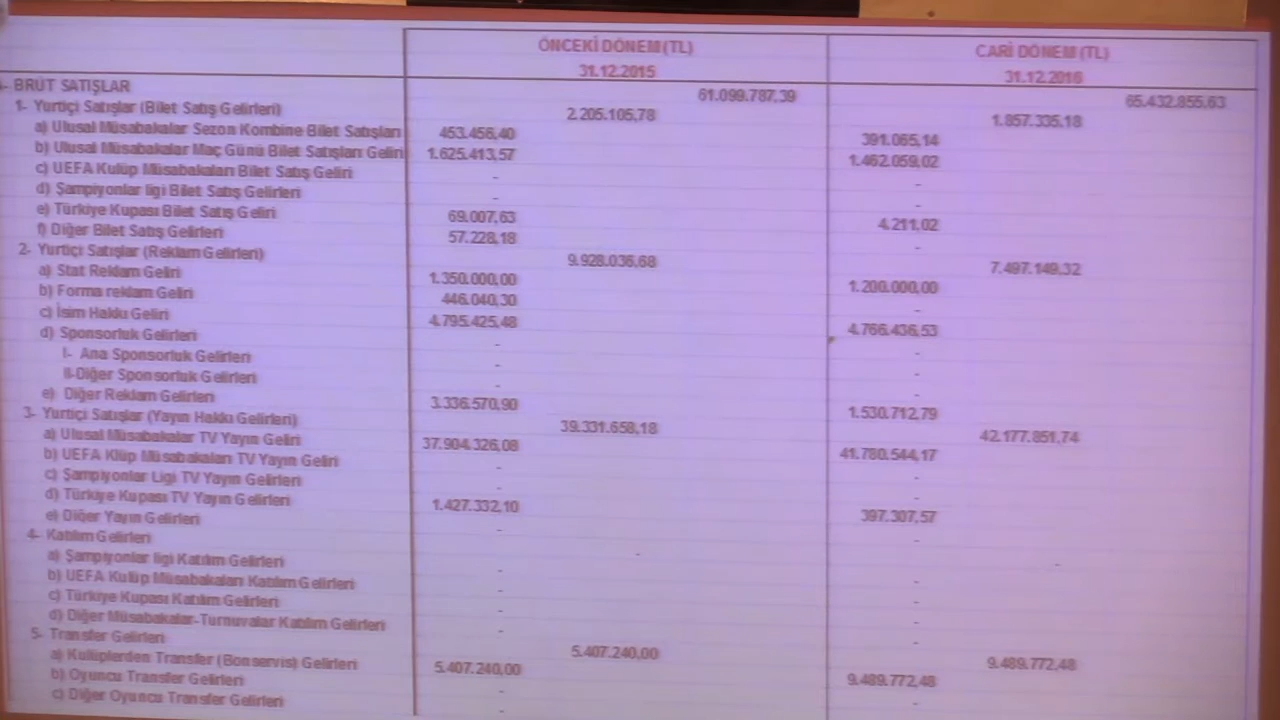 ÖNCEKİ DÖNEM (TL) CARİ DÖNEM (TL)
31.12.2015 31.12.2016
- BRÜT SATIŞLAR 61.099.787,39 65.432.855,63
1- Yurtiçi Satışlar (Bilet Satış Gelirleri) 2.205.105,78 1.857.335,18
a) Ulusal Müsabakalar Sezon Kombine Bilet Satışları 453.456,40 391.065,14
b) Ulusal Müsabakalar Maç Günü Bilet Satışları Geliri 1.625.413,57 1.462.059,02
c) UEFA Kulüp Müsabakaları Bilet Satış Geliri - -
d) Şampiyonlar ligi Bilet Satış Gelirleri - -
e) Türkiye Kupası Bilet Satış Geliri 69.007,63 4.211,02
f) Diğer Bilet Satış Gelirleri 57.228,18 -
2- Yurtiçi Satışlar (Reklam Gelirleri) 9.928.036,68 7.497.149,32
a) Stat Reklam Geliri 1.350.000,00 1.200.000,00
b) Forma reklam Geliri 446.040,30 -
c) İsim Hakkı Geliri 4.795.425,48 4.766.436,53
d) Sponsorluk Gelirleri - -
I- Ana Sponsorluk Gelirleri - -
II-Diğer Sponsorluk Gelirleri - -
e) Diğer Reklam Gelirleri 3.336.570,90 1.530.712,79
3- Yurtiçi Satışlar (Yayın Hakkı Gelirleri) 39.331.658,18 42.177.851,74
a) Ulusal Müsabakalar TV Yayın Geliri 37.904.326,08 41.780.544,17
b) UEFA Klüp Müsabakaları TV Yayın Geliri - -
c) Şampiyonlar Ligi TV Yayın Gelirleri - -
d) Türkiye Kupası TV Yayın Gelirleri 1.427.332,10 397.307,57
e) Diğer Yayın Gelirleri - -
4- Katılım Gelirleri - -
a) Şampiyonlar ligi Katılım Gelirleri - -
b) UEFA Kulüp Müsabakaları Katılım Gelirleri - -
c) Türkiye Kupası Katılım Gelirleri - -
d) Diğer Müsabakalar-Turnuvalar Katılım Gelirleri - -
5- Transfer Gelirleri 5.407.240,00 9.489.772,48
a) Kulüplerden Transfer (Bonservis) Gelirleri 5.407.240,00 9.489.772,48
b) Oyuncu Transfer Gelirleri - -
c) Diğer Oyuncu Transfer Gelirleri -